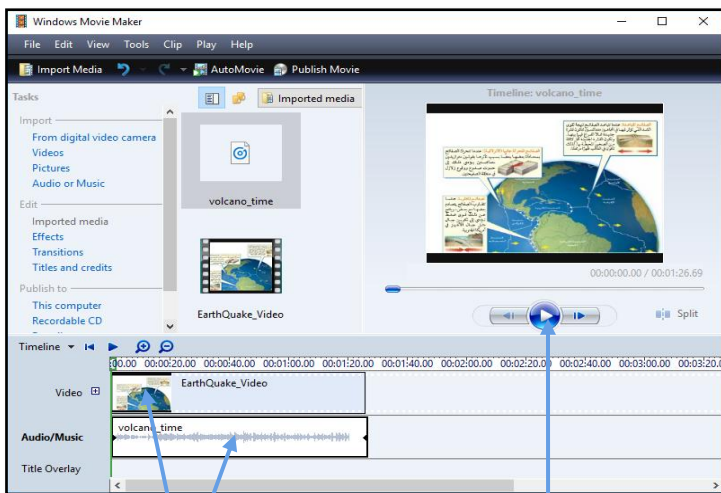 Windows Movie Maker
File Edit View Tools Clip Play Help
Import Media AutoMovie Publish Movie
Tasks
Import
From digital video camera
Videos
Pictures
Audio or Music
Edit
Imported media
Effects
Transitions
Titles and credits
Publish to
This computer
Recordable CD
Imported media
volcano_time
EarthQuake_Video
Timeline: volcano_time
00:00:00.00 / 00:01:26.69
Split
Timeline
00.00 00:00:20.00 00:00:40.00 00:01:00.00 00:01:20.00 00:01:40.00 00:02:00.00 00:02:20.00 00:02:40.00 00:03:00.00 00:03:20.0
Video EarthQuake_Video
Audio/Music volcano_time
Title Overlay